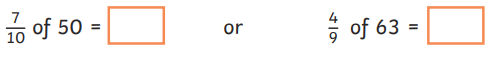 7/10 of 50 = or 4/9 of 63 =